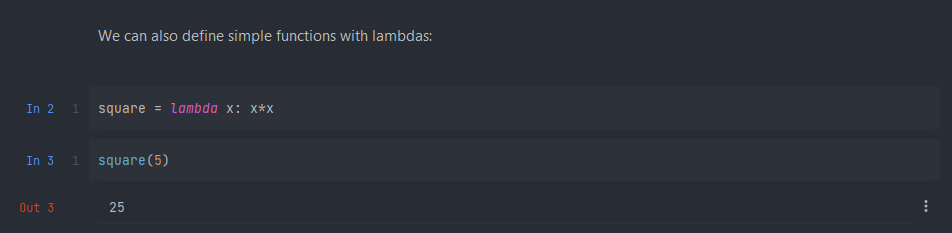 We can also define simple functions with lambdas:
In 2 1 square = lambda x: x*x
In 3 1 square(5)
Out 3 25